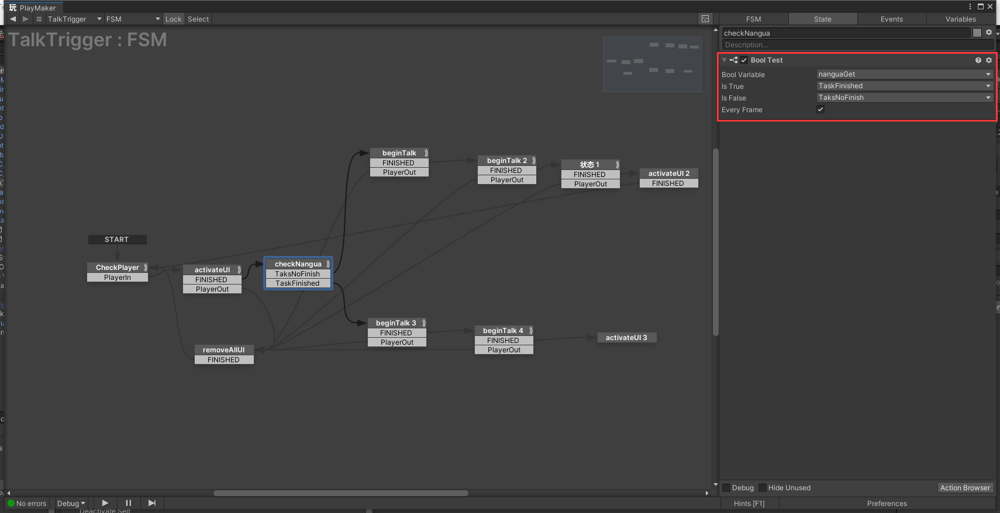 玩 PlayMaker
TalkTrigger FSM Lock Select
FSM State Events Variables
TalkTrigger : FSM
checkNangua
Description...
Bool Test
Bool Variable nanguaGet
Is True TaskFinished
Is False TaksNoFinish
Every Frame
beginTalk
FINISHED
PlayerOut
beginTalk 2
FINISHED
PlayerOut
状态 1
FINISHED
PlayerOut
activateUI 2
FINISHED
START
CheckPlayer
PlayerIn
activateUI
FINISHED
PlayerOut
checkNangua
TaksNoFinish
TaskFinished
beginTalk 3
FINISHED
PlayerOut
beginTalk 4
FINISHED
PlayerOut
activateUI 3
removeAllUI
FINISHED
Debug Hide Unused Action Browser
No errors Debug Hints [F1] Preferences
Deactivate Self